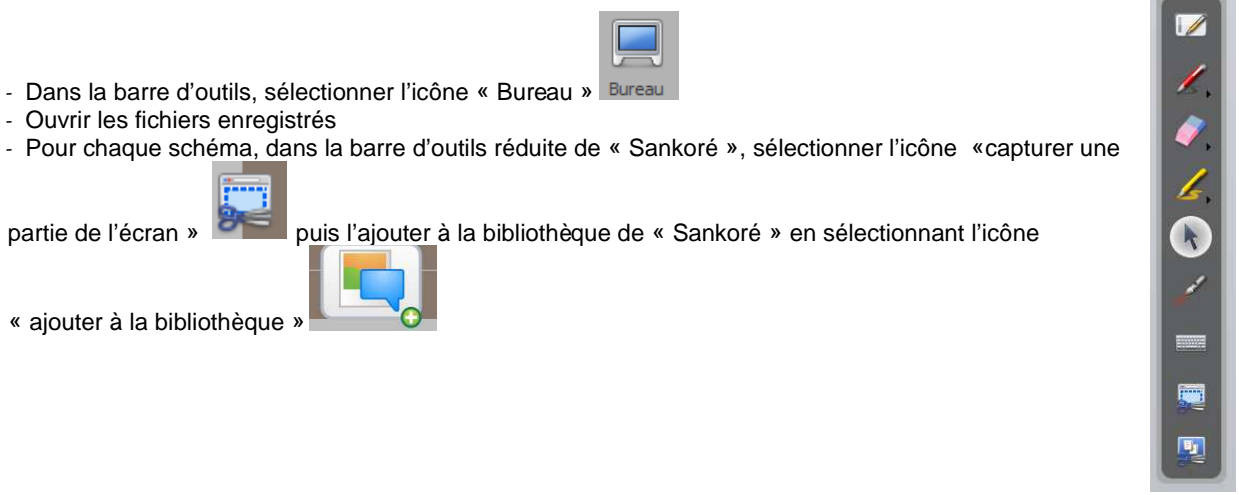 - Dans la barre d'outils, sélectionner l'icône « Bureau » Bureau
- Ouvrir les fichiers enregistrés
- Pour chaque schéma, dans la barre d'outils réduite de « Sankoré », sélectionner l'icône «capturer une
partie de l'écran » puis l'ajouter à la bibliothèque de « Sankoré » en sélectionnant l'icône
« ajouter à la bibliothèque »